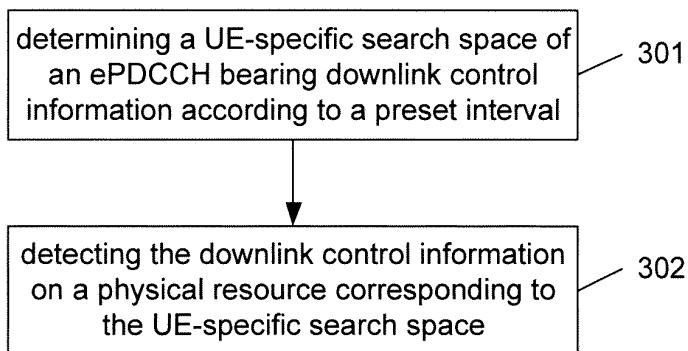 determining a UE-specific search space of
an ePDCCH bearing downlink control
information according to a preset interval
301
detecting the downlink control information
on a physical resource corresponding to
the UE-specific search space
302